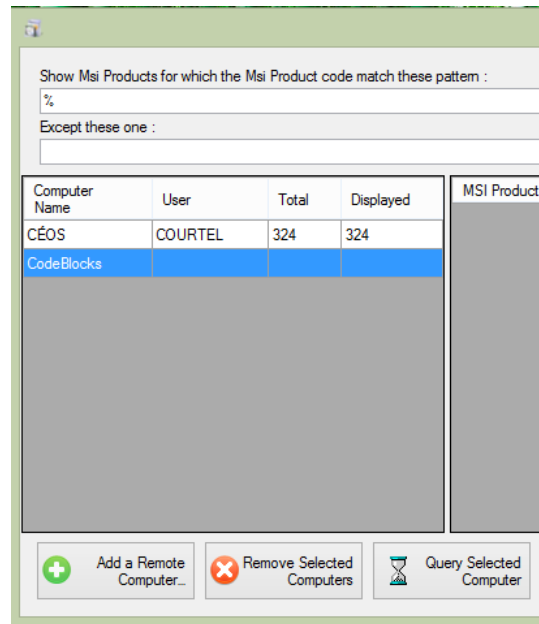 Show Msi Products for which the Msi Product code match these pattern :
%
Except these one :
Computer Name User Total Displayed MSI Product
CÉOS COURTEL 324 324
CodeBlocks
Add a Remote Computer... Remove Selected Computers Query Selected Computer